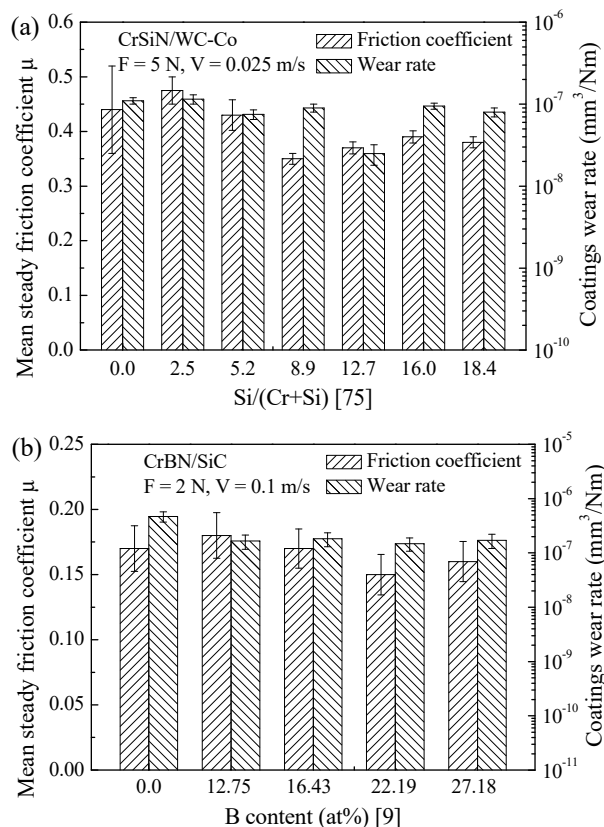 (a)
CrSiN/WC-Co
F = 5 N, V = 0.025 m/s
Friction coefficient
Wear rate
Mean steady friction coefficient μ
0.6
0.5
0.4
0.3
0.2
0.1
0.0
Coatings wear rate (mm³/Nm)
10⁻⁶
10⁻⁷
10⁻⁸
10⁻⁹
10⁻¹⁰
0.0 2.5 5.2 8.9 12.7 16.0 18.4
Si/(Cr+Si) [75]
(b)
CrBN/SiC
F = 2 N, V = 0.1 m/s
Friction coefficient
Wear rate
Mean steady friction coefficient μ
0.25
0.20
0.15
0.10
0.05
0.00
Coatings wear rate (mm³/Nm)
10⁻⁵
10⁻⁶
10⁻⁷
10⁻⁸
10⁻⁹
10⁻¹⁰
10⁻¹¹
0.0 12.75 16.43 22.19 27.18
B content (at%) [9]